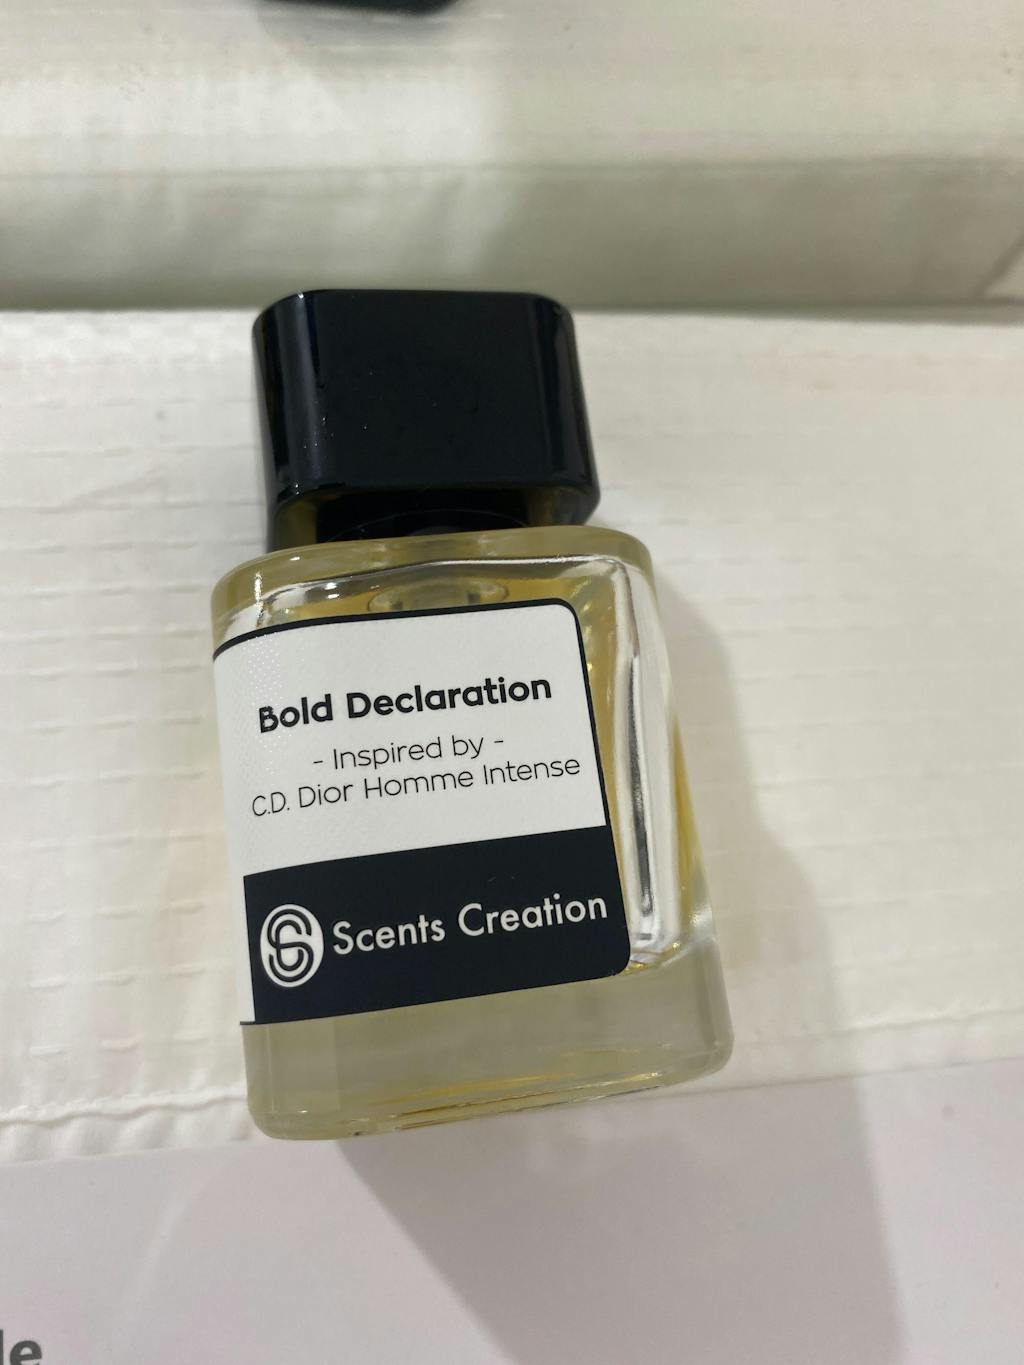 Bold Declaration
- Inspired by -
C.D. Dior Homme Intense
Scents Creation